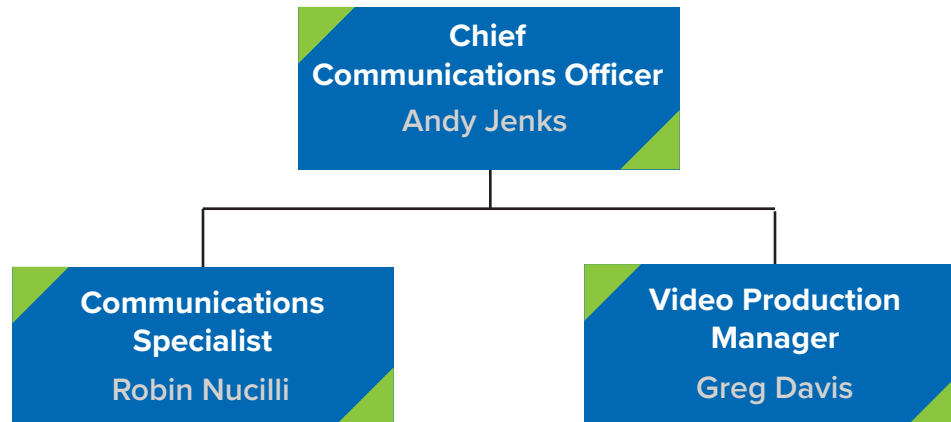 Chief
Communications Officer
Andy Jenks
Communications
Specialist
Robin Nucilli
Video Production
Manager
Greg Davis